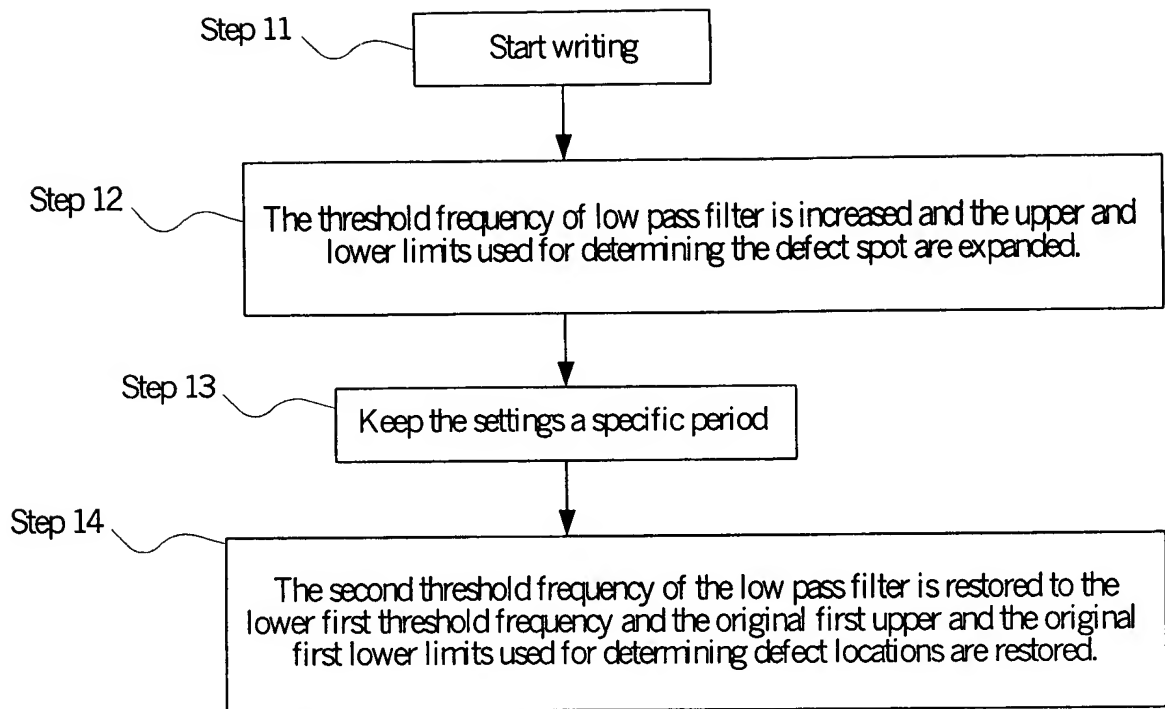 Step 11
Start writing
Step 12
The threshold frequency of low pass filter is increased and the upper and
lower limits used for determining the defect spot are expanded.
Step 13
Keep the settings a specific period
Step 14
The second threshold frequency of the low pass filter is restored to the
lower first threshold frequency and the original first upper and the original
first lower limits used for determining defect locations are restored.